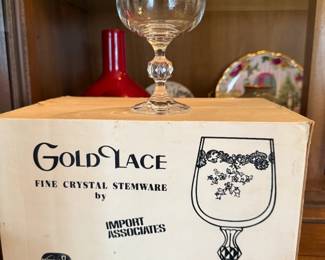 GOLD LACE
FINE CRYSTAL STEMWARE
by
IMPORT
ASSOCIATES